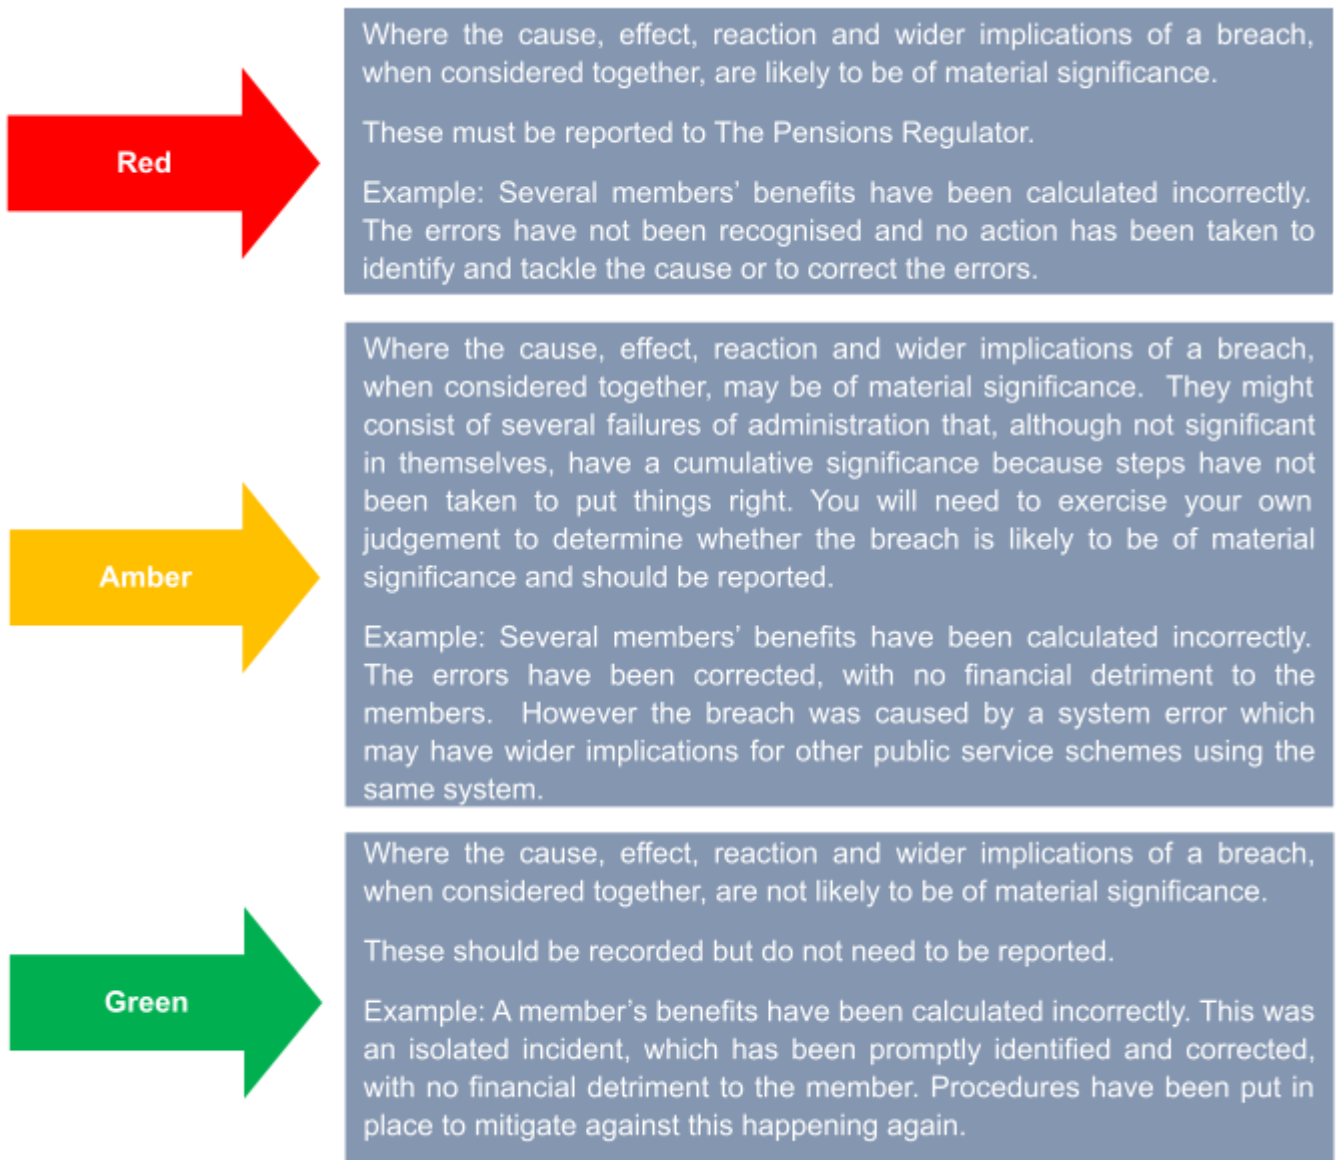 Red
Where the cause, effect, reaction and wider implications of a breach,
when considered together, are likely to be of material significance.
These must be reported to The Pensions Regulator.
Example: Several members’ benefits have been calculated incorrectly.
The errors have not been recognised and no action has been taken to
identify and tackle the cause or to correct the errors.
Amber
Where the cause, effect, reaction and wider implications of a breach,
when considered together, may be of material significance.  They might
consist of several failures of administration that, although not significant
in themselves, have a cumulative significance because steps have not
been taken to put things right. You will need to exercise your own
judgement to determine whether the breach is likely to be of material
significance and should be reported.
Example: Several members’ benefits have been calculated incorrectly.
The errors have been corrected, with no financial detriment to the
members.  However the breach was caused by a system error which
may have wider implications for other public service schemes using the
same system.
Green
Where the cause, effect, reaction and wider implications of a breach,
when considered together, are not likely to be of material significance.
These should be recorded but do not need to be reported.
Example: A member’s benefits have been calculated incorrectly. This was
an isolated incident, which has been promptly identified and corrected,
with no financial detriment to the member. Procedures have been put in
place to mitigate against this happening again.